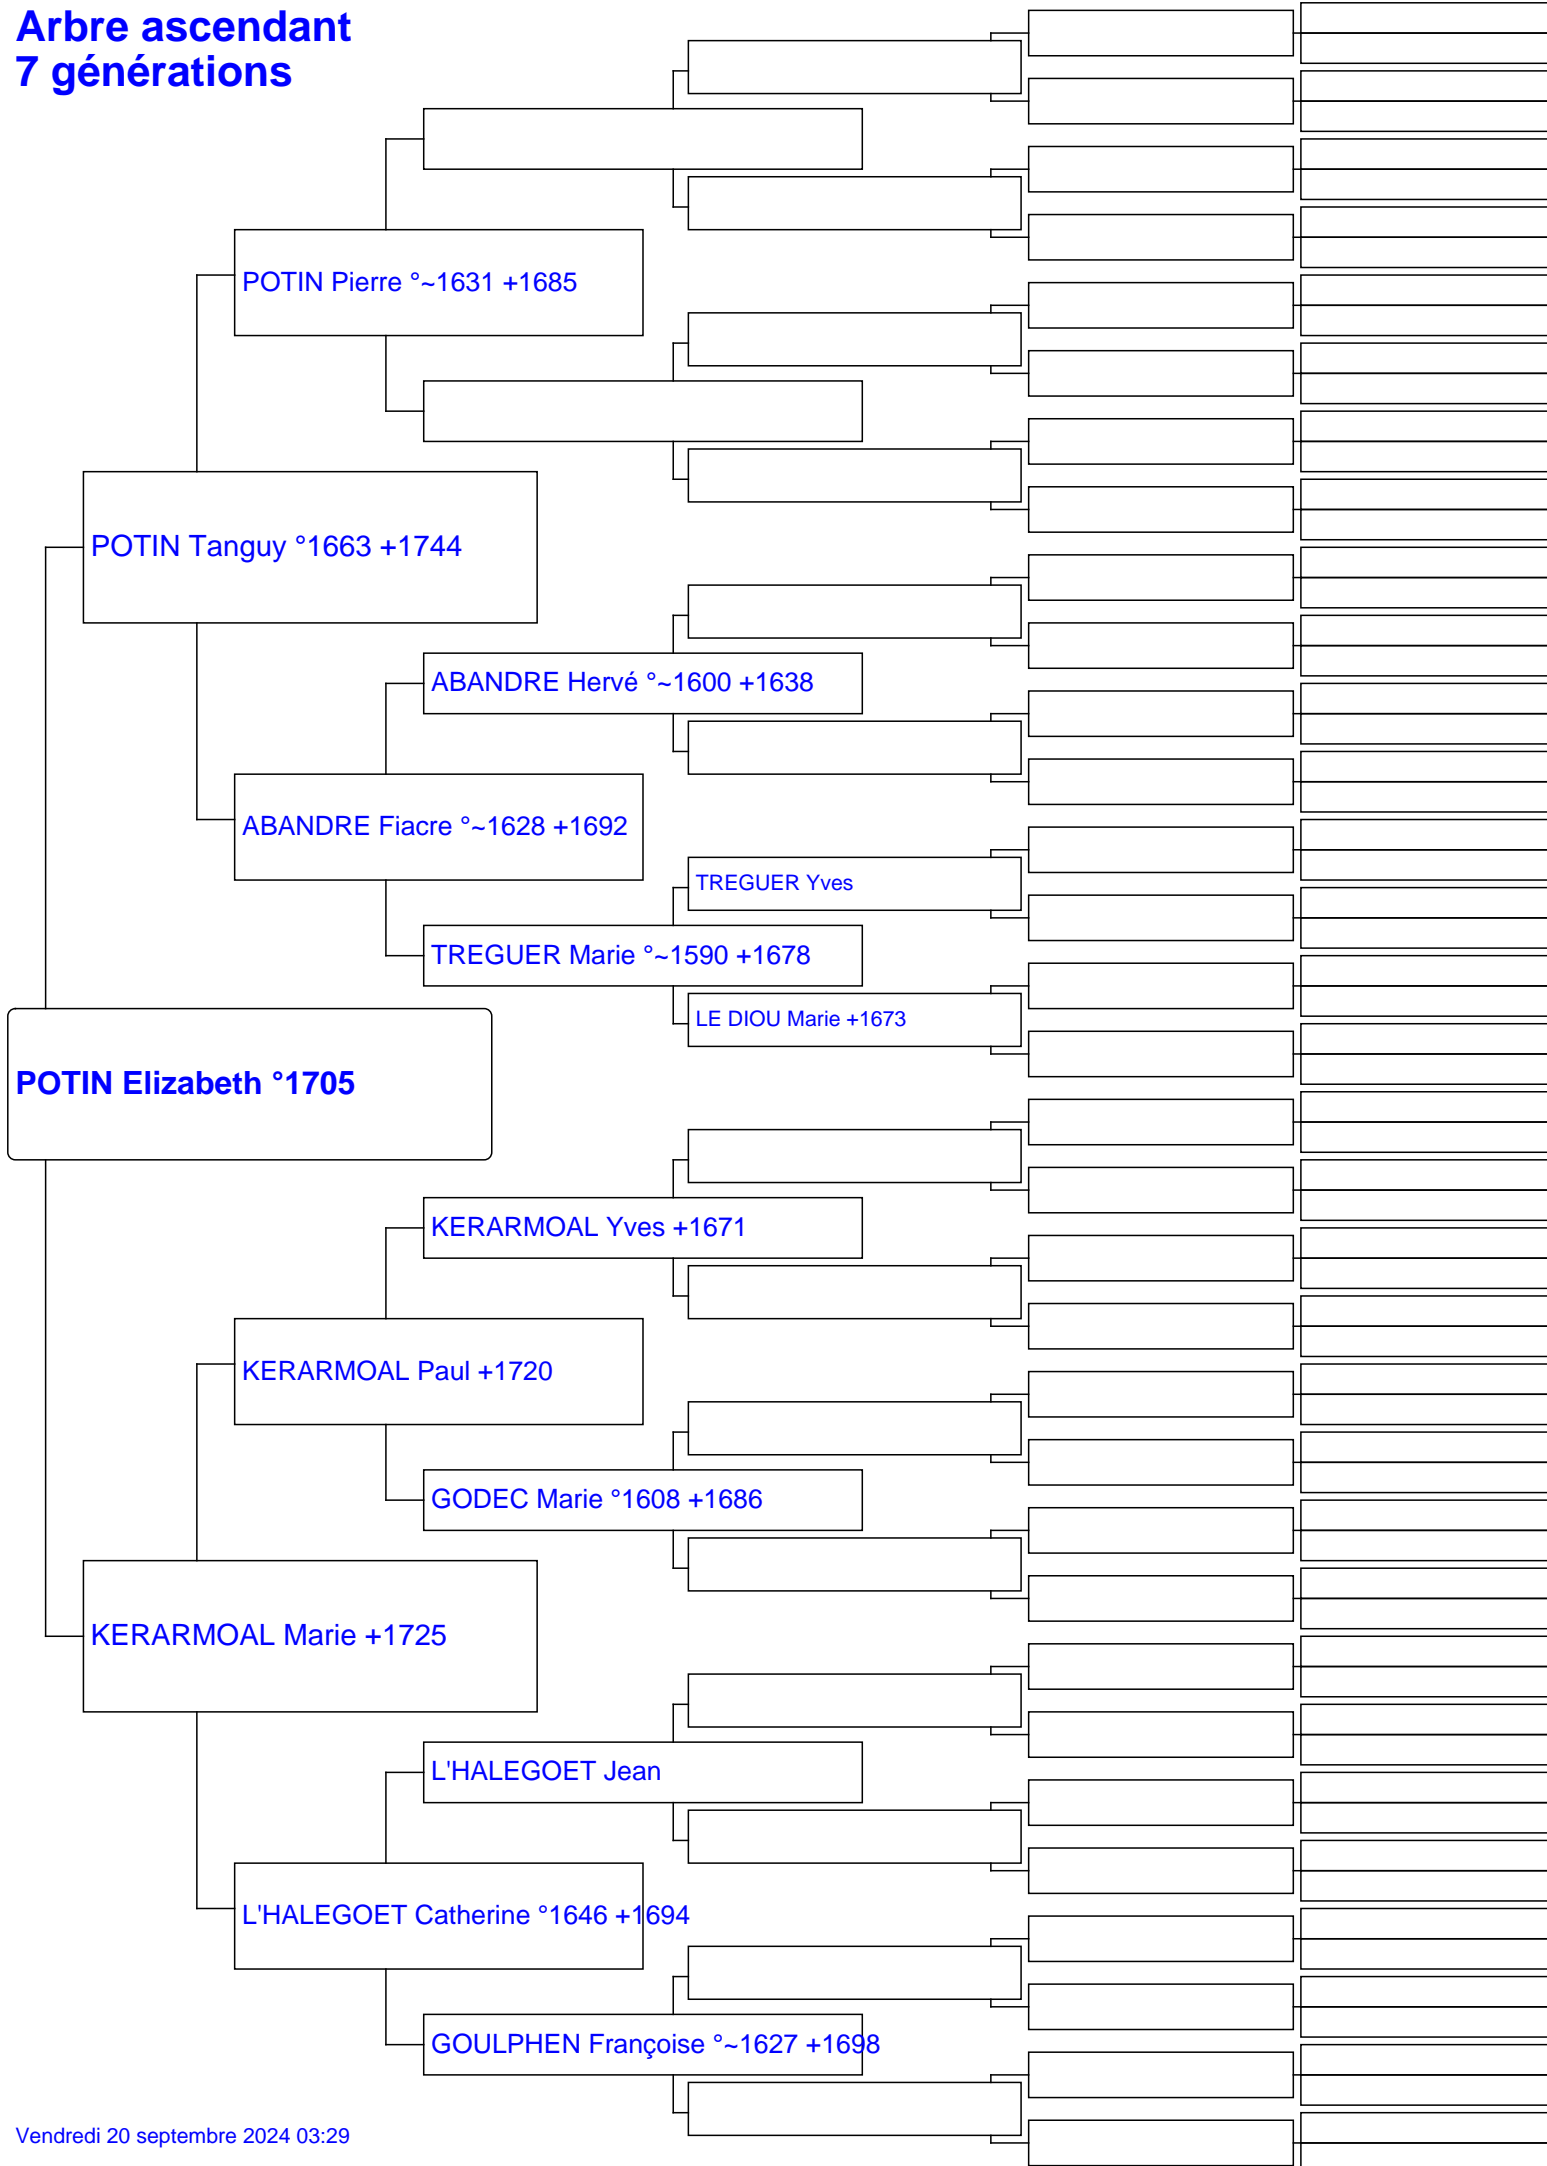 Arbre ascendant
7 générations
POTIN Pierre °~1631 +1685
POTIN Tanguy °1663 +1744
ABANDRE Hervé °~1600 +1638
ABANDRE Fiacre °~1628 +1692
TREGUER Yves
TREGUER Marie °~1590 +1678
LE DIOU Marie +1673
POTIN Elizabeth °1705
KERARMOAL Yves +1671
KERARMOAL Paul +1720
GODEC Marie °1608 +1686
KERARMOAL Marie +1725
L'HALEGOET Jean
L'HALEGOET Catherine °1646 +1694
GOULPHEN Françoise °~1627 +1698
Vendredi 20 septembre 2024 03:29